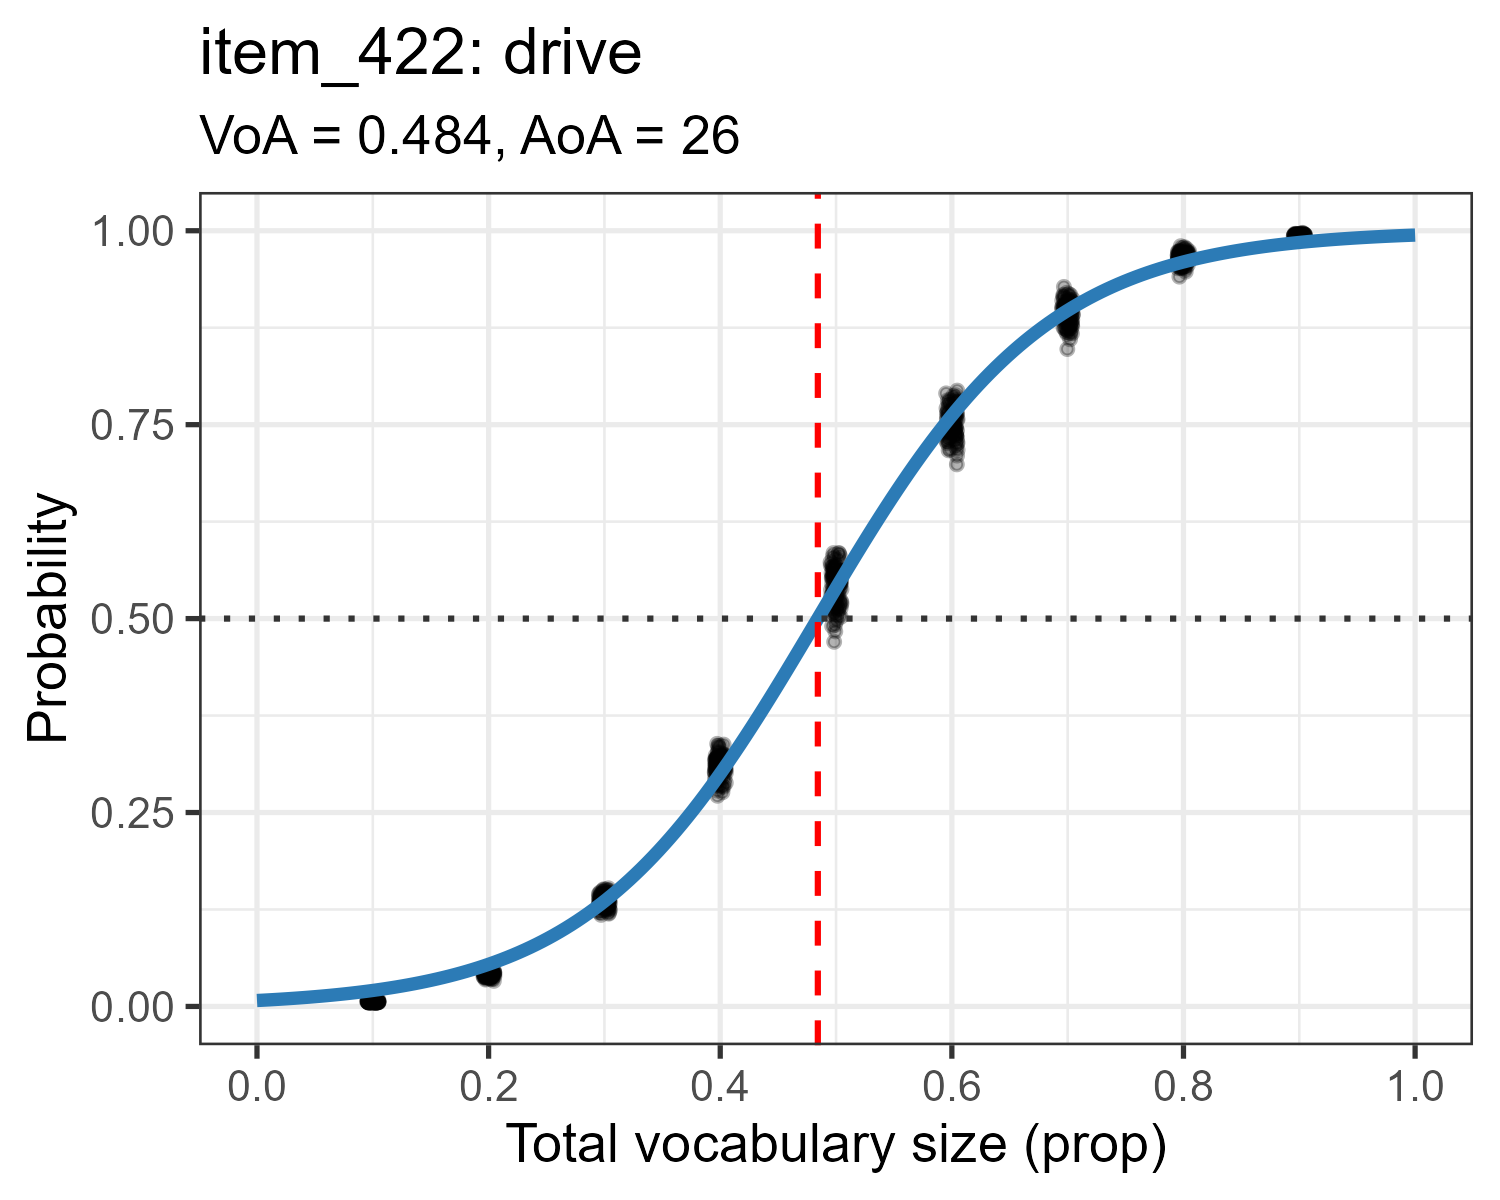 item_422: drive
VoA = 0.484, AoA = 26
1.00
0.75
0.50
0.25
0.00
Probability
0.0 0.2 0.4 0.6 0.8 1.0
Total vocabulary size (prop)